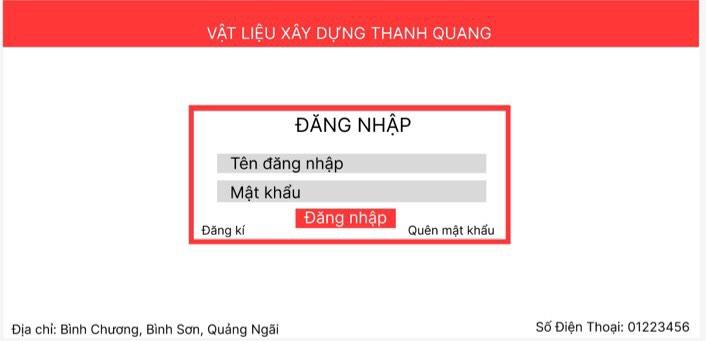 VẬT LIỆU XÂY DỰNG THANH QUANG
ĐĂNG NHẬP
Tên đăng nhập
Mật khẩu
Đăng nhập
Đăng kí
Quên mật khẩu
Địa chỉ: Bình Chương, Bình Sơn, Quảng Ngãi
Số Điện Thoại: 01223456